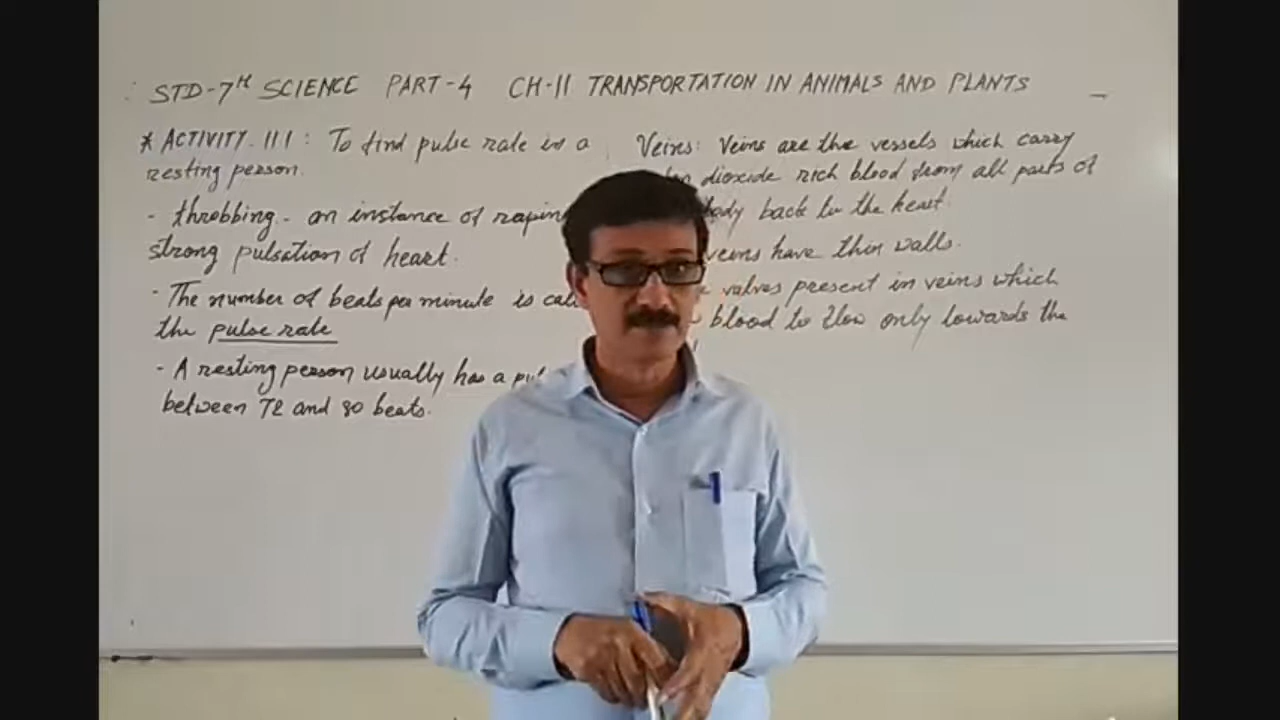 STD-7TH SCIENCE PART-4 CH-11 TRANSPORTATION IN ANIMALS AND PLANTS
* ACTIVITY. 11.1 : To find pulse rate in a
resting person.
- throbbing - an instance of raping
strong pulsation of heart.
- The number of beats per minute is
the pulse rate
- A resting person usually has a
between 72 and 80 beats.
Veins: Veins are the vessels which carry
dioxide rich blood from all parts of
body back to the heart.
veins have thin walls.
valves present in veins which
blood to flow only towards the